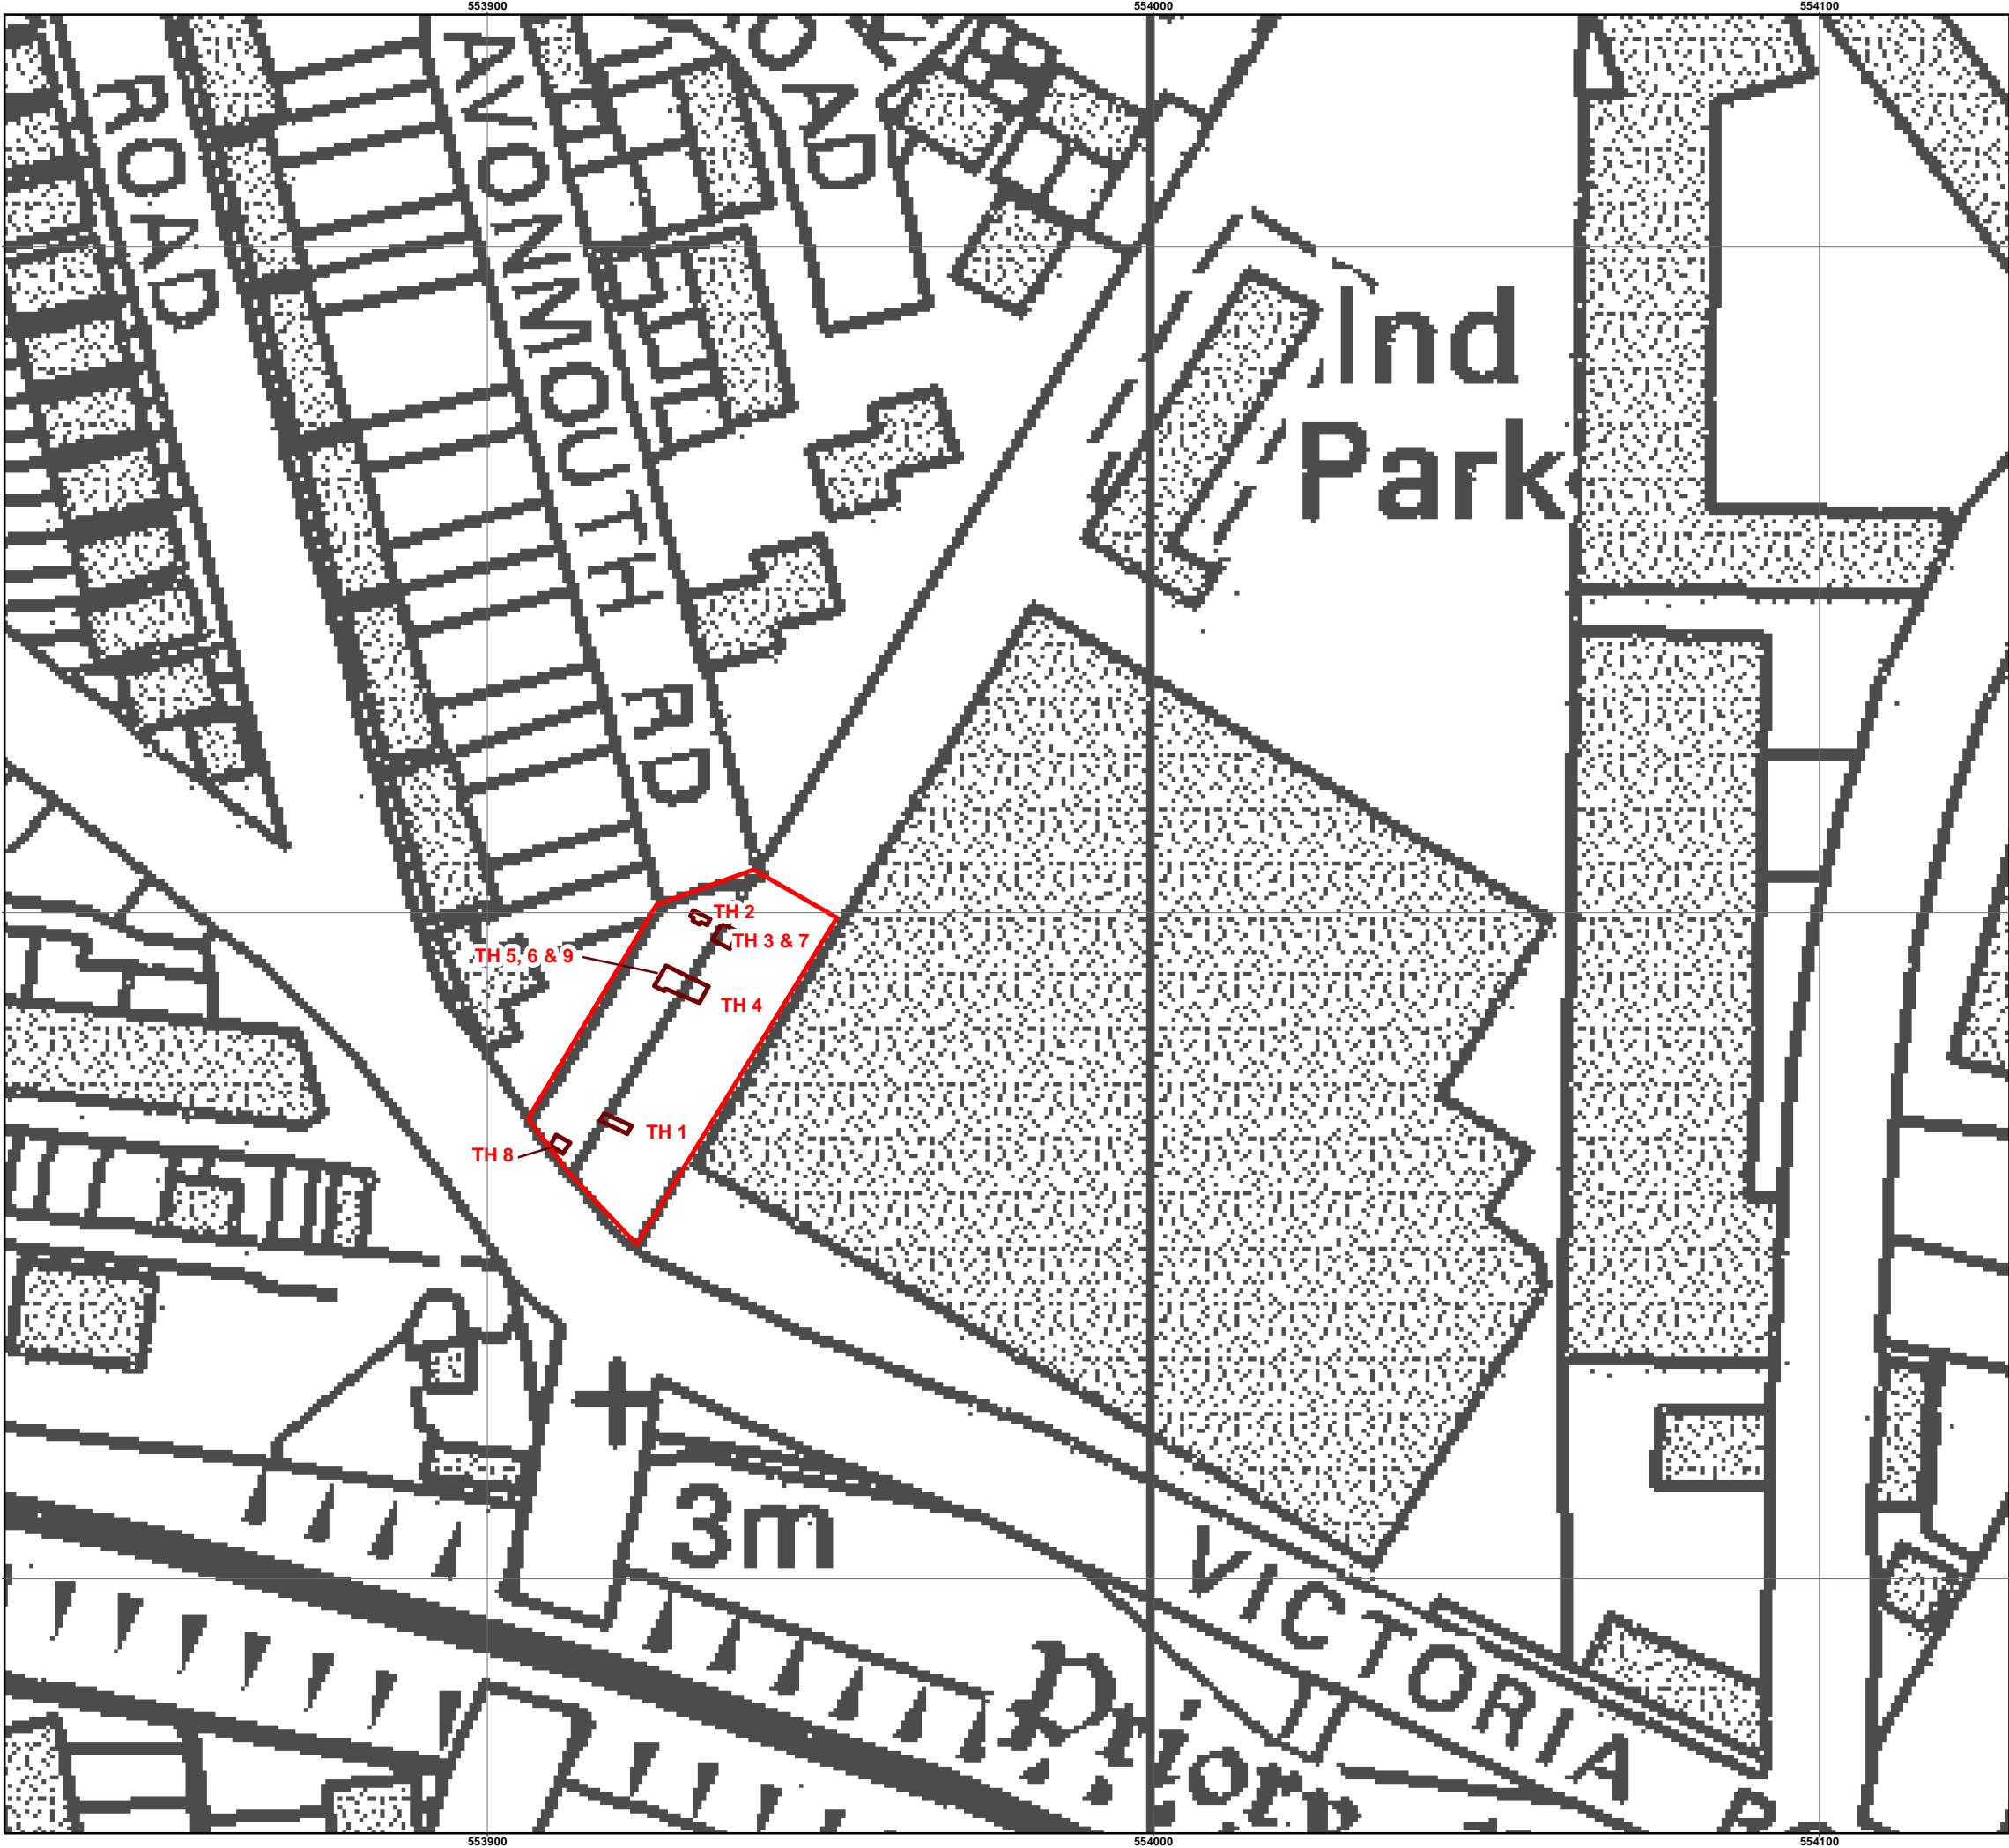 553900
554000
554100
ROAD
AVONMOUTH RD
OAD
Ind
Park
TH 2
TH 3 & 7
TH 5, 6 & 9
TH 4
TH 1
TH 8
3m
VICTORIA
553900
554000
554100